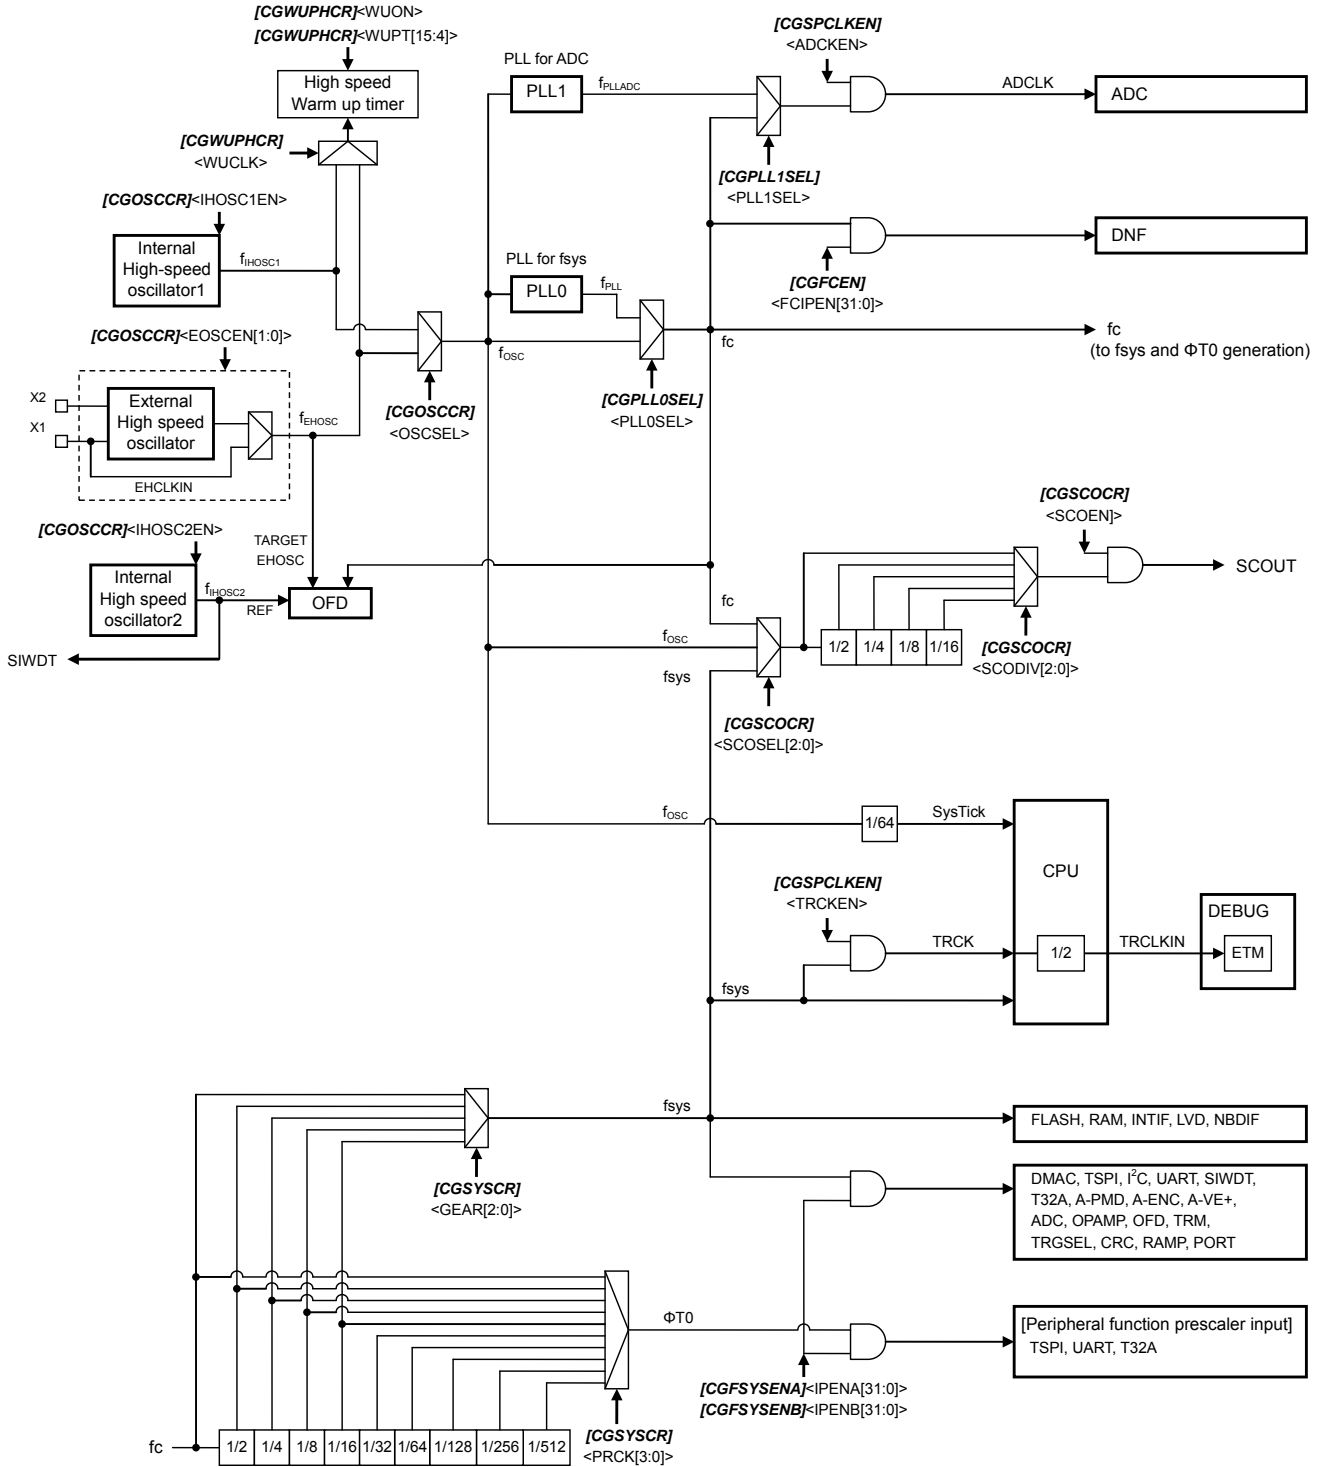 [CGWUPHCR]<WUON>
[CGWUPHCR]<WUPT[15:4]>
High speed
Warm up timer
[CGWUPHCR]
<WUCLK>
[CGOSCCR]<IHOSC1EN>
Internal
High-speed
oscillator1
fIHOSC1
[CGOSCCR]<EOSCEN[1:0]>
X2
X1
External
High speed
oscillator
EHCLKIN
fEHOSC
[CGOSCCR]<IHOSC2EN>
Internal
High speed
oscillator2
fIHOSC2
REF
TARGET
EHOSC
OFD
SIWDT
[CGOSCCR]
<OSCSEL>
fOSC
PLL for ADC
PLL1
fPLLADC
PLL for fsys
PLL0
fPLL
[CGPLL0SEL]
<PLL0SEL>
fc
[CGPLL1SEL]
<PLL1SEL>
[CGSPCLKEN]
<ADCKEN>
ADCLK
ADC
[CGFCEN]
<FCIPEN[31:0]>
DNF
fc
(to fsys and ΦT0 generation)
fc
fOSC
fsys
[CGSCOCR]
<SCOSEL[2:0]>
1/2
1/4
1/8
1/16
[CGSCOCR]
<SCODIV[2:0]>
[CGSCOCR]
<SCOEN]>
SCOUT
fOSC
1/64
SysTick
CPU
[CGSPCLKEN]
<TRCKEN>
TRCK
1/2
TRCLKIN
DEBUG
ETM
fsys
fsys
[CGSYSCR]
<GEAR[2:0]>
FLASH, RAM, INTIF, LVD, NBDIF
DMAC, TSPI, I2C, UART, SIWDT,
T32A, A-PMD, A-ENC, A-VE+,
ADC, OPAMP, OFD, TRM,
TRGSEL, CRC, RAMP, PORT
ΦT0
[Peripheral function prescaler input]
TSPI, UART, T32A
[CGFSYSENA]<IPENA[31:0]>
[CGFSYSENB]<IPENB[31:0]>
[CGSYSCR]
<PRCK[3:0]>
fc
1/2
1/4
1/8
1/16
1/32
1/64
1/128
1/256
1/512